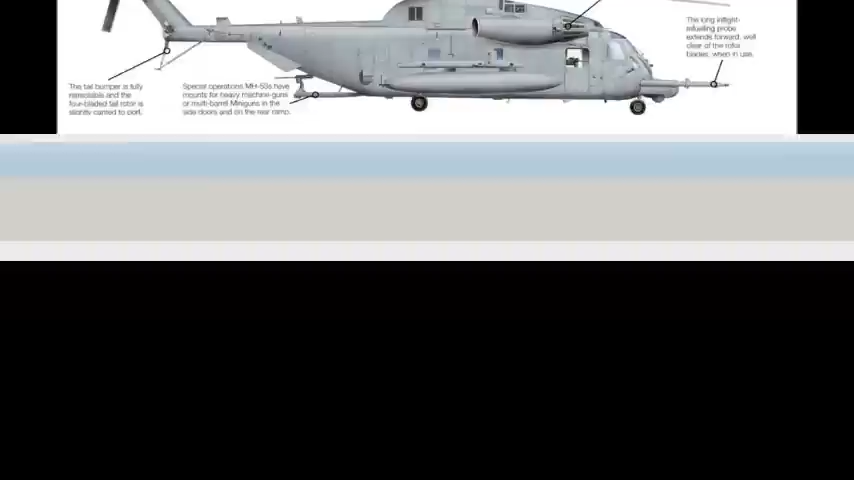 The long inflight-
refuelling probe
extends forward, well
clear of the rotor
blades, when in use.
The tail bumper is fully
retractable and the
four-bladed tail rotor is
slightly canted to port.
Special operations MH-53s have
mounts for heavy machine-guns
or multi-barrel Miniguns in the
side doors and on the rear ramp.